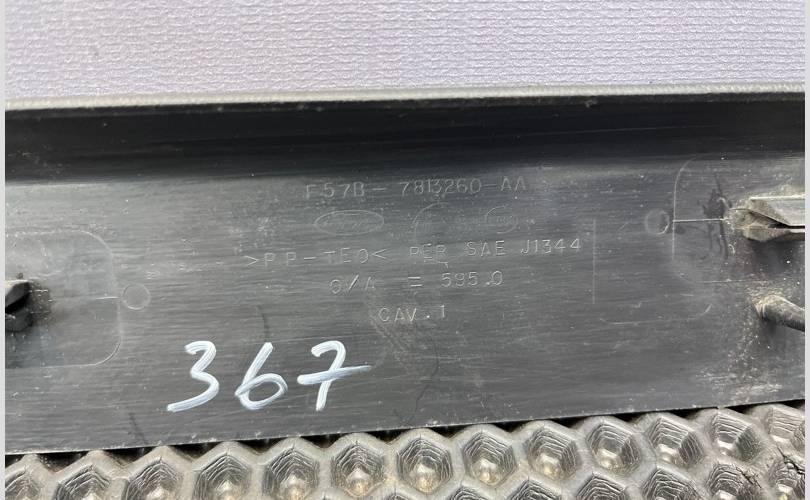 F57B-7813260-AA
>PP-TEO< PER SAE J1344
O/A = 595.0
CAV. 1
367